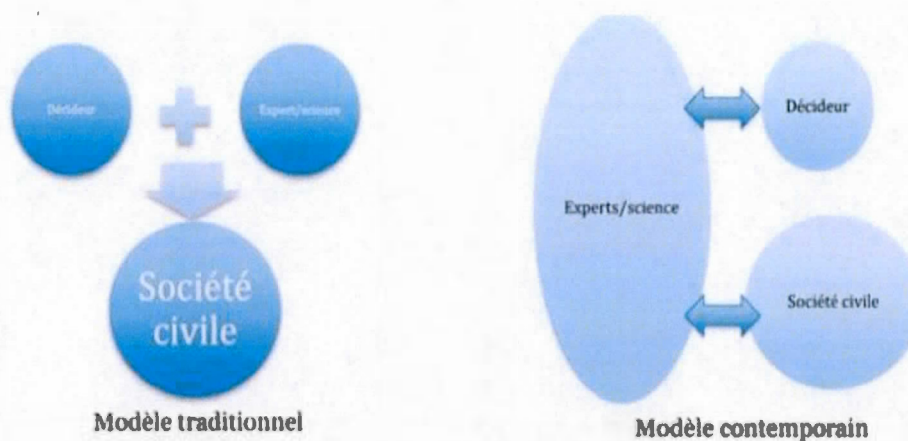 Décideur
Expert/science
Société
civile
Modèle traditionnel
Experts/science
Décideur
Société civile
Modèle contemporain